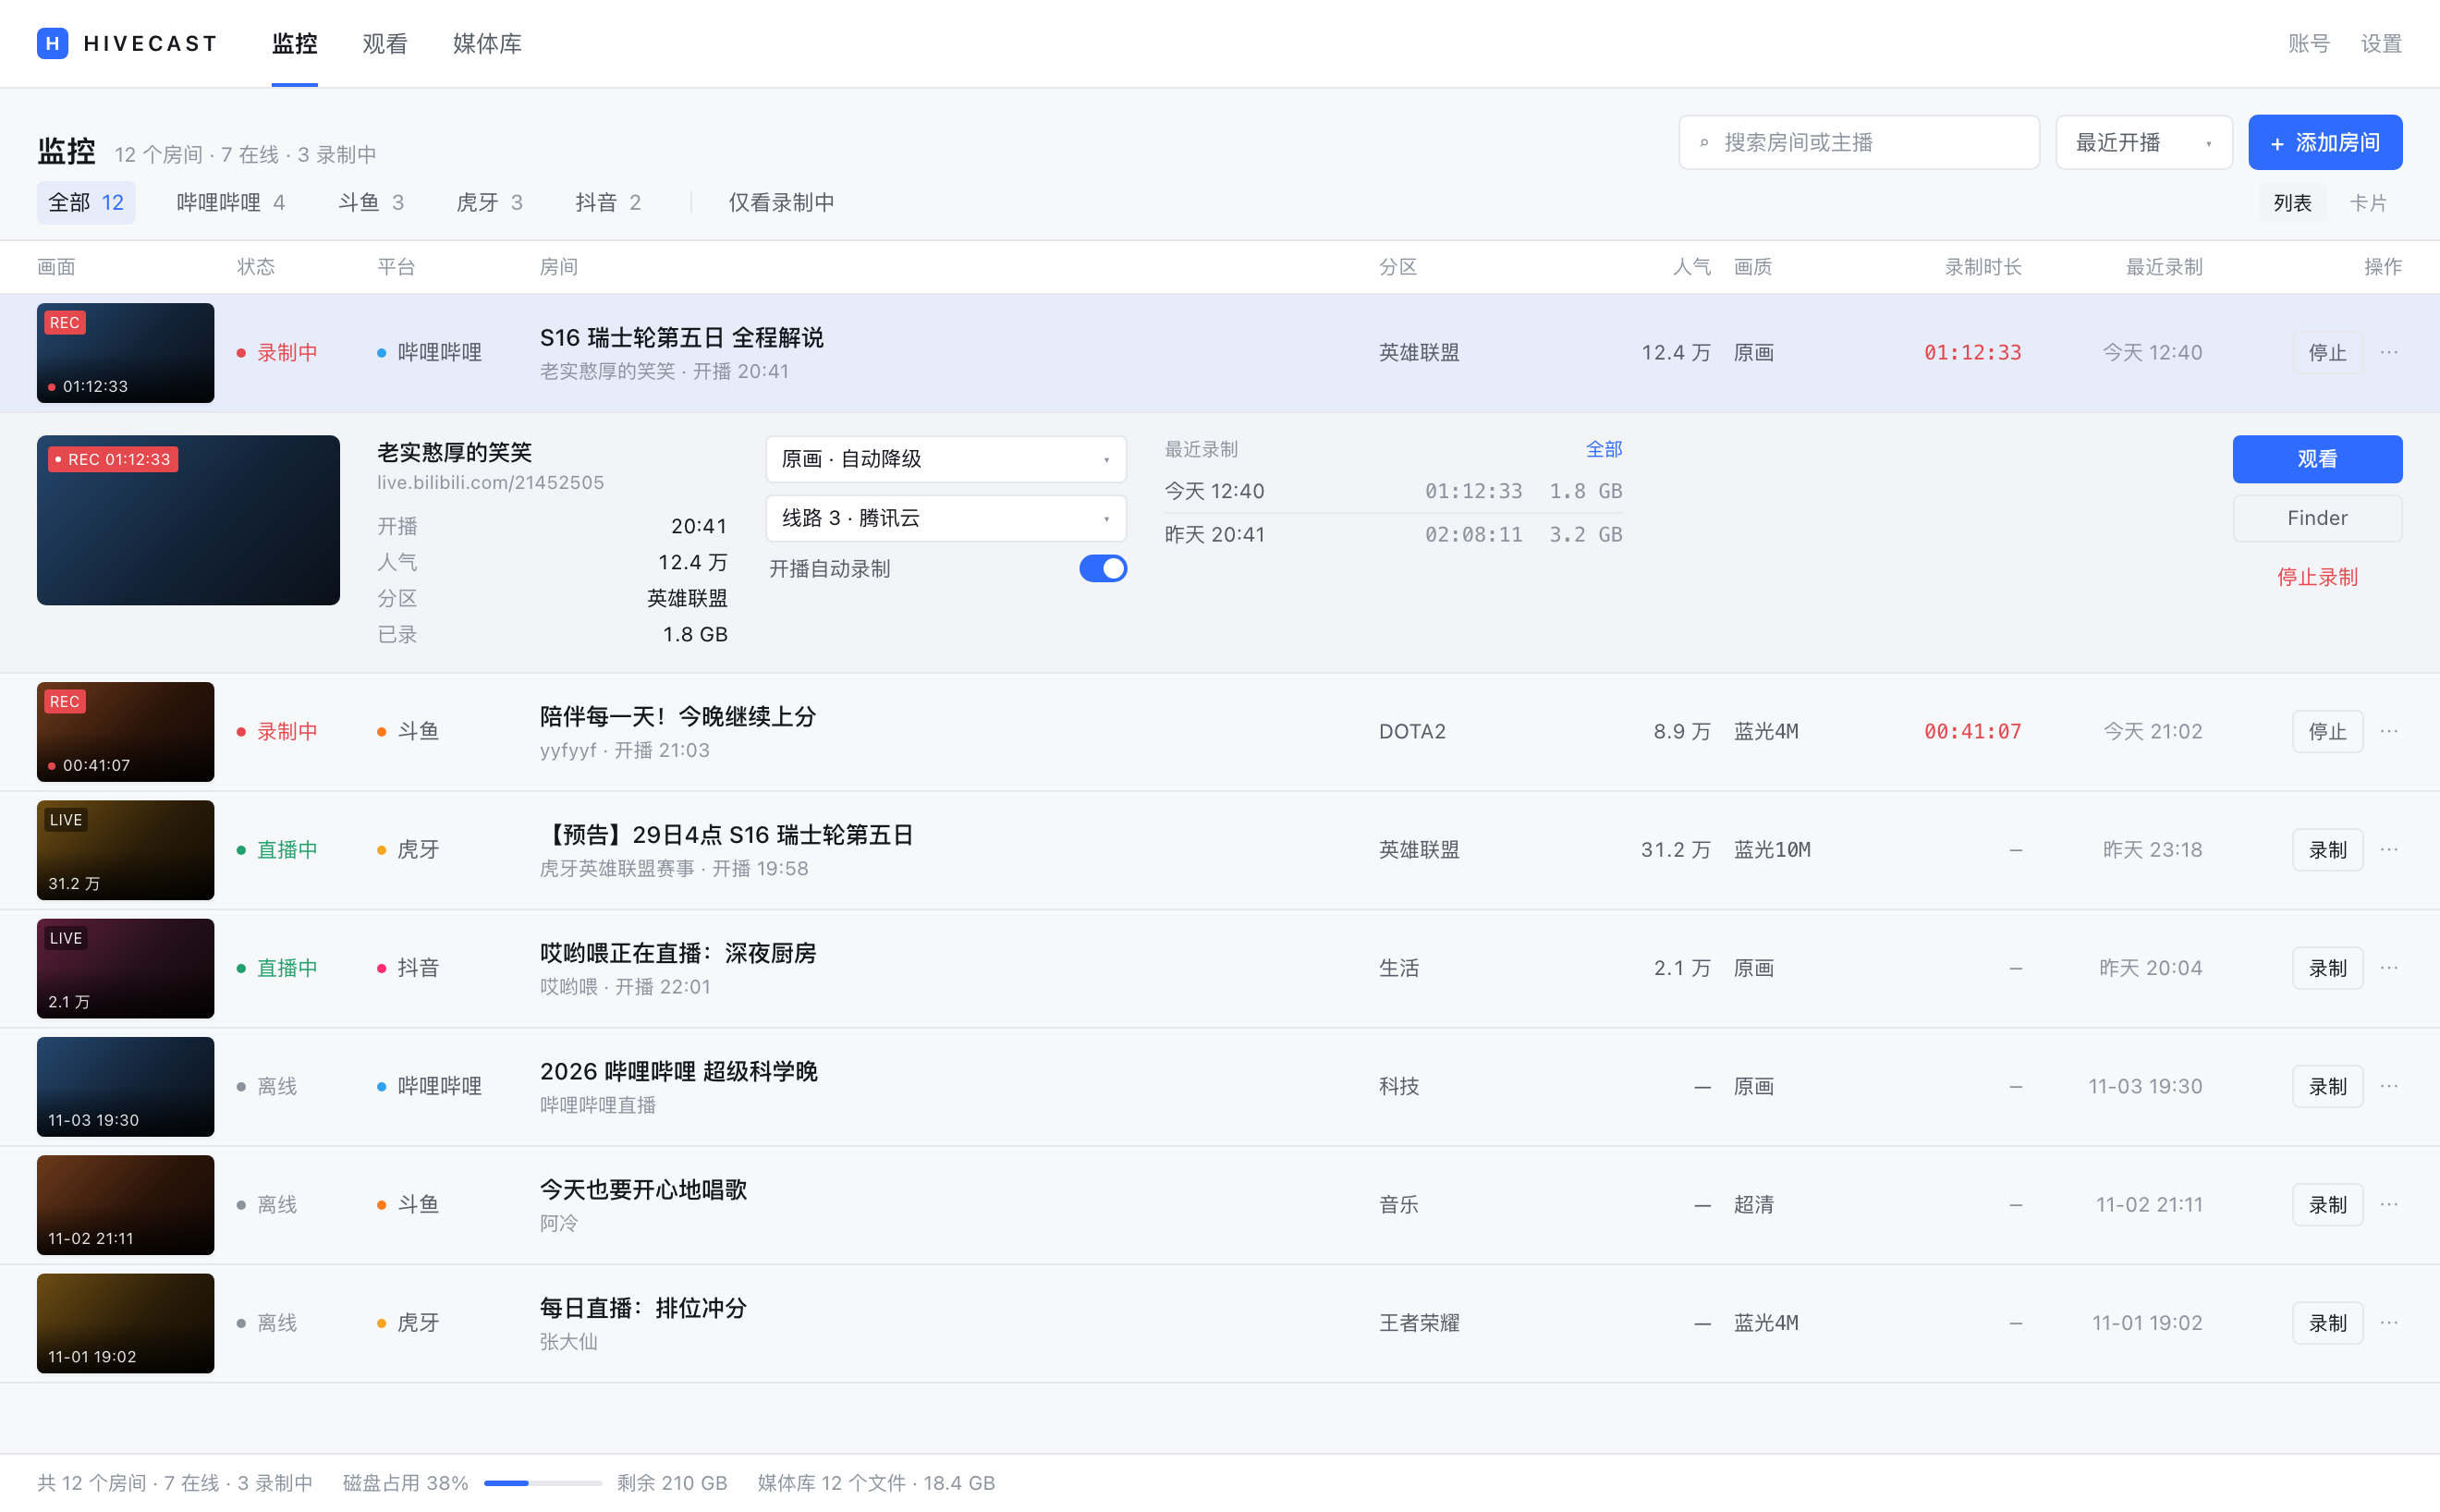 H HIVECAST 监控 观看 媒体库 账号 设置
监控 12 个房间 · 7 在线 · 3 录制中 搜索房间或主播 最近开播 + 添加房间
全部 12 哔哩哔哩 4 斗鱼 3 虎牙 3 抖音 2 仅看录制中 列表 卡片
画面 状态 平台 房间 分区 人气 画质 录制时长 最近录制 操作
REC
01:12:33
录制中 哔哩哔哩
S16 瑞士轮第五日 全程解说
老实憨厚的笑笑 · 开播 20:41
英雄联盟 12.4 万 原画 01:12:33 今天 12:40 停止 ···
REC 01:12:33
老实憨厚的笑笑
live.bilibili.com/21452505
开播 20:41
人气 12.4 万
分区 英雄联盟
已录 1.8 GB
原画 · 自动降级
线路 3 · 腾讯云
开播自动录制
最近录制 全部
今天 12:40 01:12:33 1.8 GB
昨天 20:41 02:08:11 3.2 GB
观看
Finder
停止录制
REC
00:41:07
录制中 斗鱼
陪伴每一天！今晚继续上分
yyfyyf · 开播 21:03
DOTA2 8.9 万 蓝光4M 00:41:07 今天 21:02 停止 ···
LIVE
31.2 万
直播中 虎牙
【预告】29日4点 S16 瑞士轮第五日
虎牙英雄联盟赛事 · 开播 19:58
英雄联盟 31.2 万 蓝光10M — 昨天 23:18 录制 ···
LIVE
2.1 万
直播中 抖音
哎哟喂正在直播：深夜厨房
哎哟喂 · 开播 22:01
生活 2.1 万 原画 — 昨天 20:04 录制 ···
11-03 19:30
离线 哔哩哔哩
2026 哔哩哔哩 超级科学晚
哔哩哔哩直播
科技 — 原画 — 11-03 19:30 录制 ···
11-02 21:11
离线 斗鱼
今天也要开心地唱歌
阿冷
音乐 — 超清 — 11-02 21:11 录制 ···
11-01 19:02
离线 虎牙
每日直播：排位冲分
张大仙
王者荣耀 — 蓝光4M — 11-01 19:02 录制 ···
共 12 个房间 · 7 在线 · 3 录制中 磁盘占用 38% 剩余 210 GB 媒体库 12 个文件 · 18.4 GB